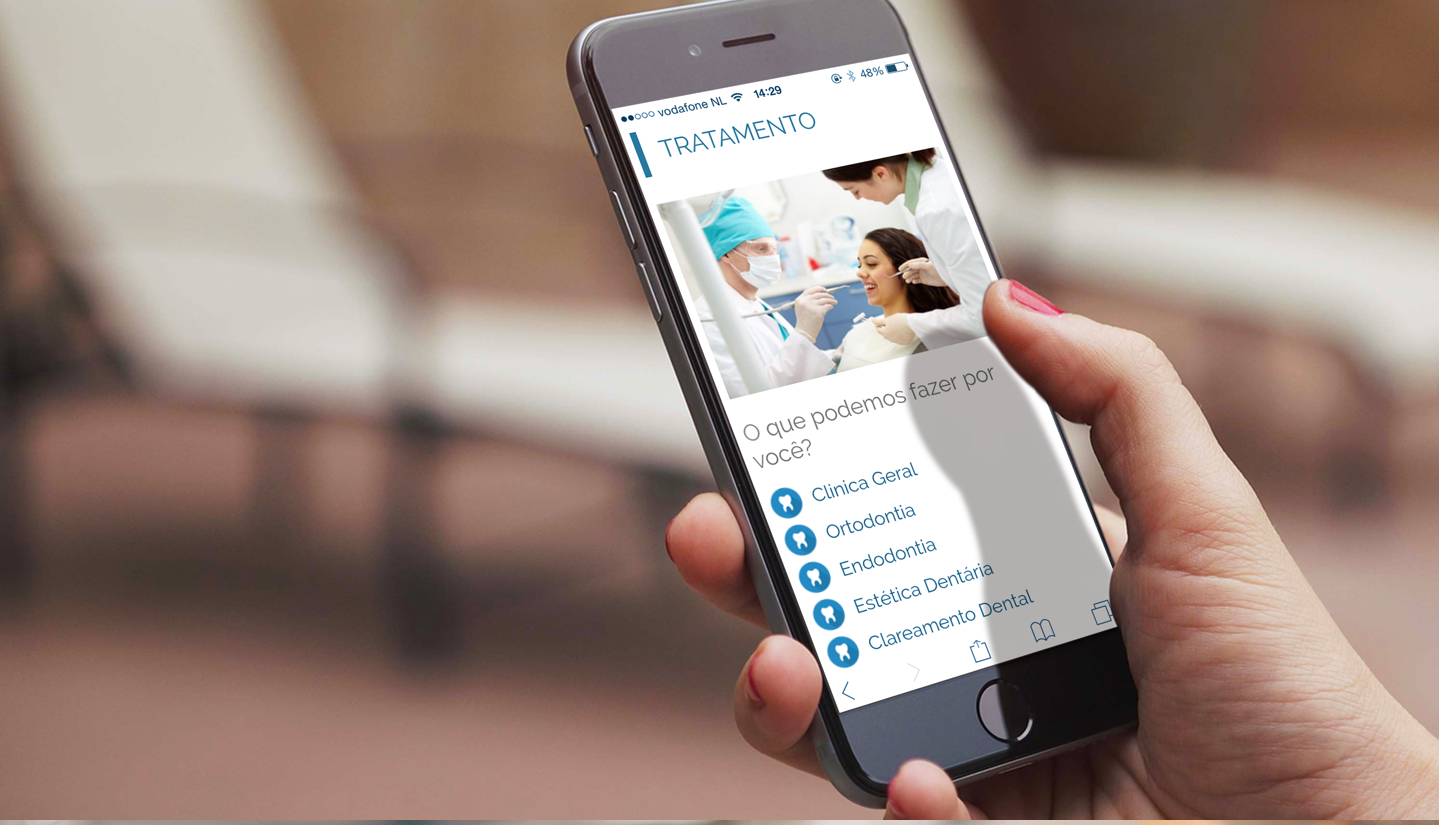 vodafone NL 14:29 48%
TRATAMENTO
O que podemos fazer por
você?
Clinica Geral
Ortodontia
Endodontia
Estética Dentária
Clareamento Dental